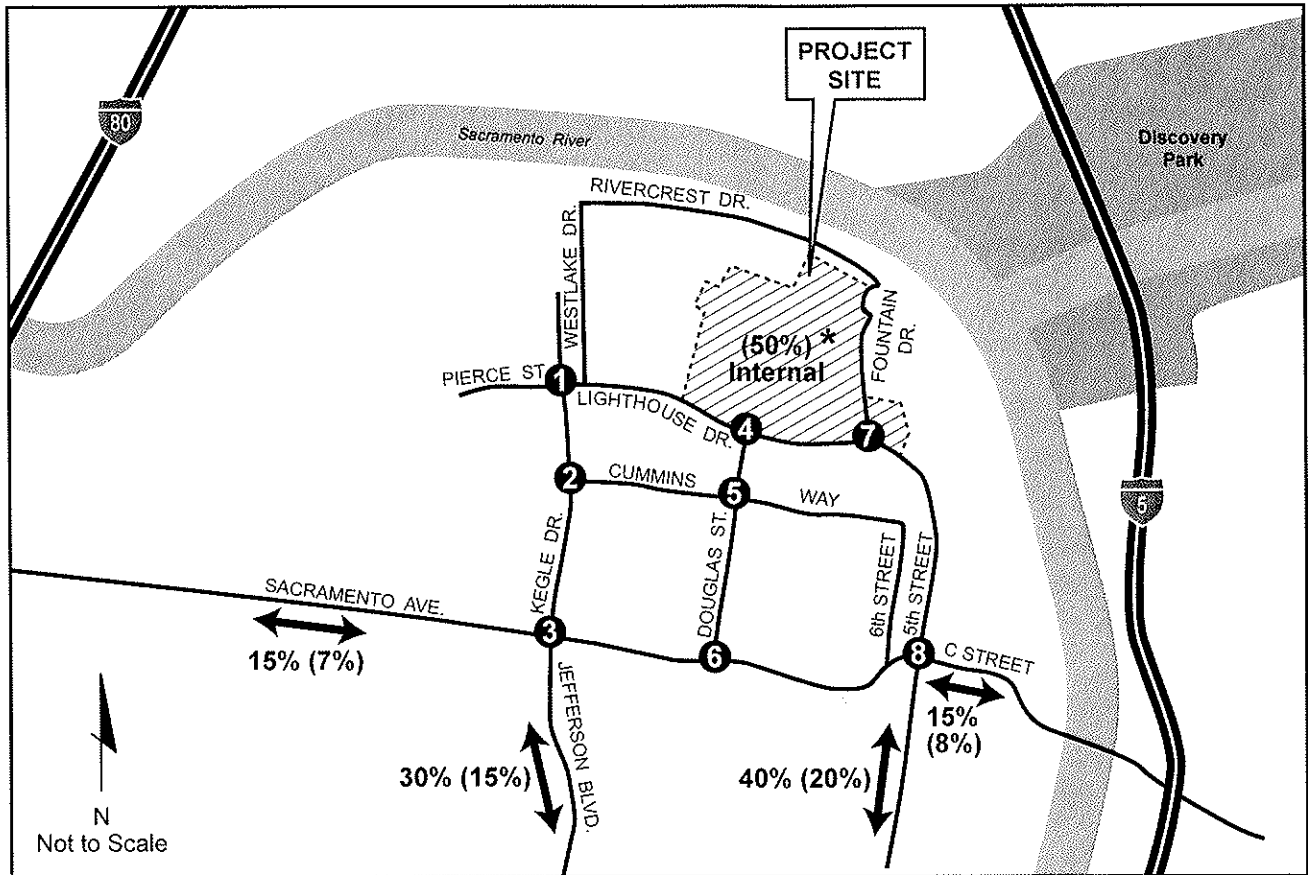 PROJECT
SITE
80
Sacramento River
Discovery
Park
RIVERCREST DR.
WESTLAKE DR.
FOUNTAIN
DR.
(50%) *
Internal
PIERCE ST.
1
LIGHTHOUSE DR.
4
7
2
CUMMINS
5
WAY
5
KEGLE DR.
DOUGLAS ST.
6th STREET
5th STREET
SACRAMENTO AVE.
3
6
8
C STREET
15% (7%)
JEFFERSON BLVD.
15%
(8%)
30% (15%)
40% (20%)
N
Not to Scale